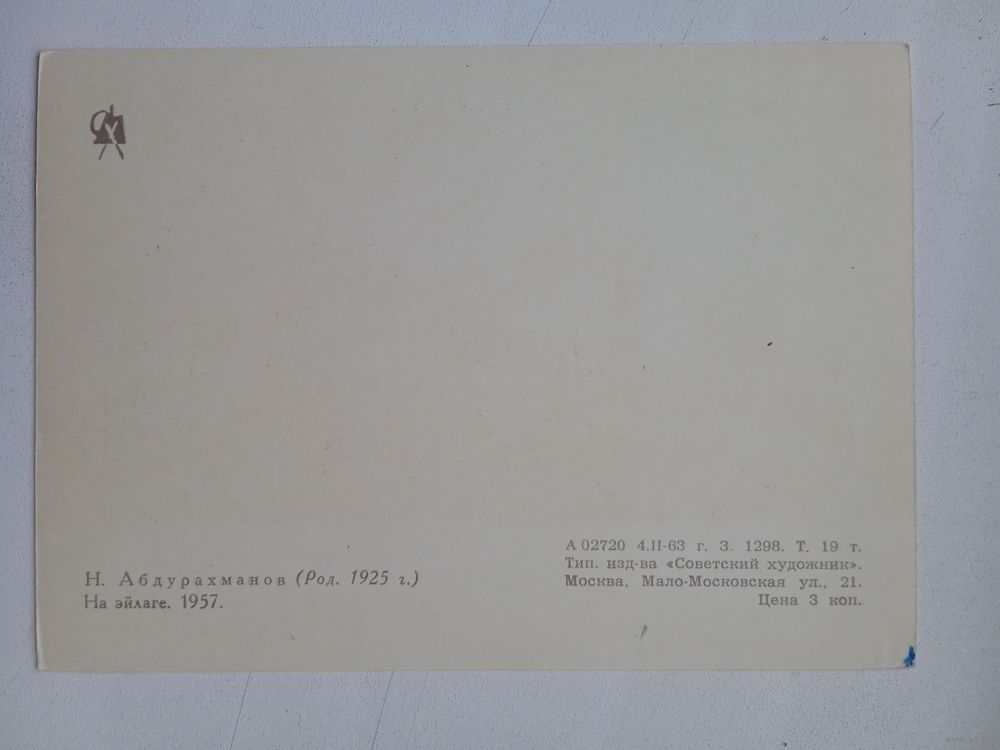 Н. Абдурахманов (Род. 1925 г.)
На эйлаге. 1957.
А 02720 4.II-63 г. З. 1298. Т. 19 т.
Тип. изд-ва «Советский художник».
Москва, Мало-Московская ул., 21.
Цена 3 коп.